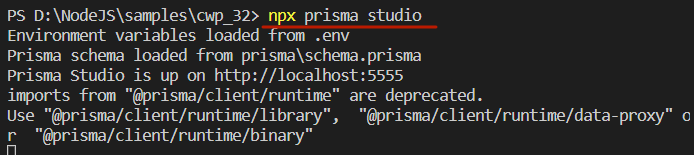 PS D:\NodeJS\samples\cwp_32> npx prisma studio
Environment variables loaded from .env
Prisma schema loaded from prisma\schema.prisma
Prisma Studio is up on http://localhost:5555
imports from "@prisma/client/runtime" are deprecated.
Use "@prisma/client/runtime/library",  "@prisma/client/runtime/data-proxy" o
r  "@prisma/client/runtime/binary"